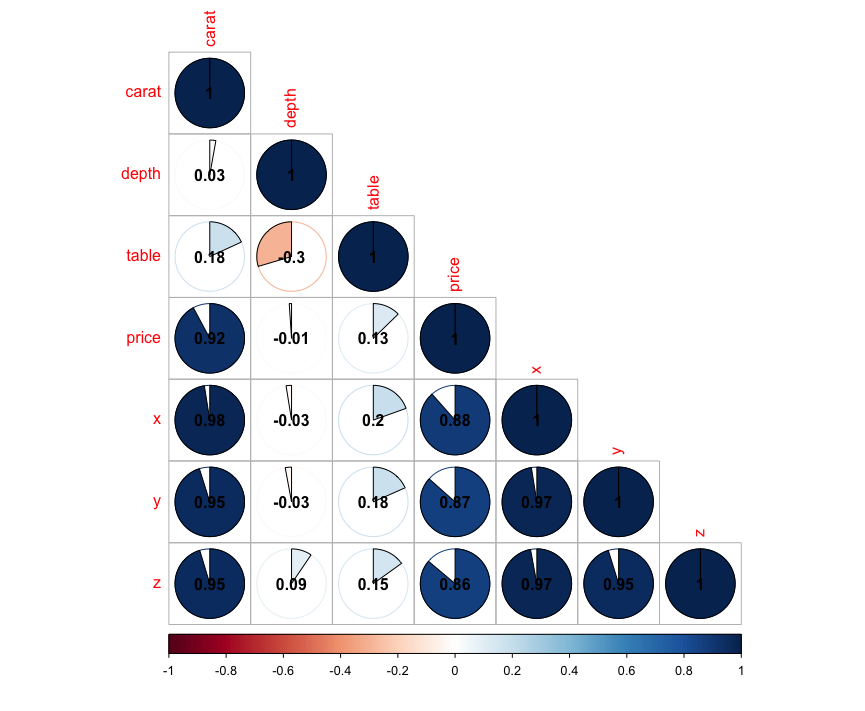 carat
carat 1
depth
depth 0.03 1
table
table 0.18 -0.3 1
price
price 0.92 -0.01 0.13 1
x
x 0.98 -0.03 0.2 0.88 1
y
y 0.95 -0.03 0.18 0.87 0.97 1
z
z 0.95 0.09 0.15 0.86 0.97 0.95 1
-1 -0.8 -0.6 -0.4 -0.2 0 0.2 0.4 0.6 0.8 1